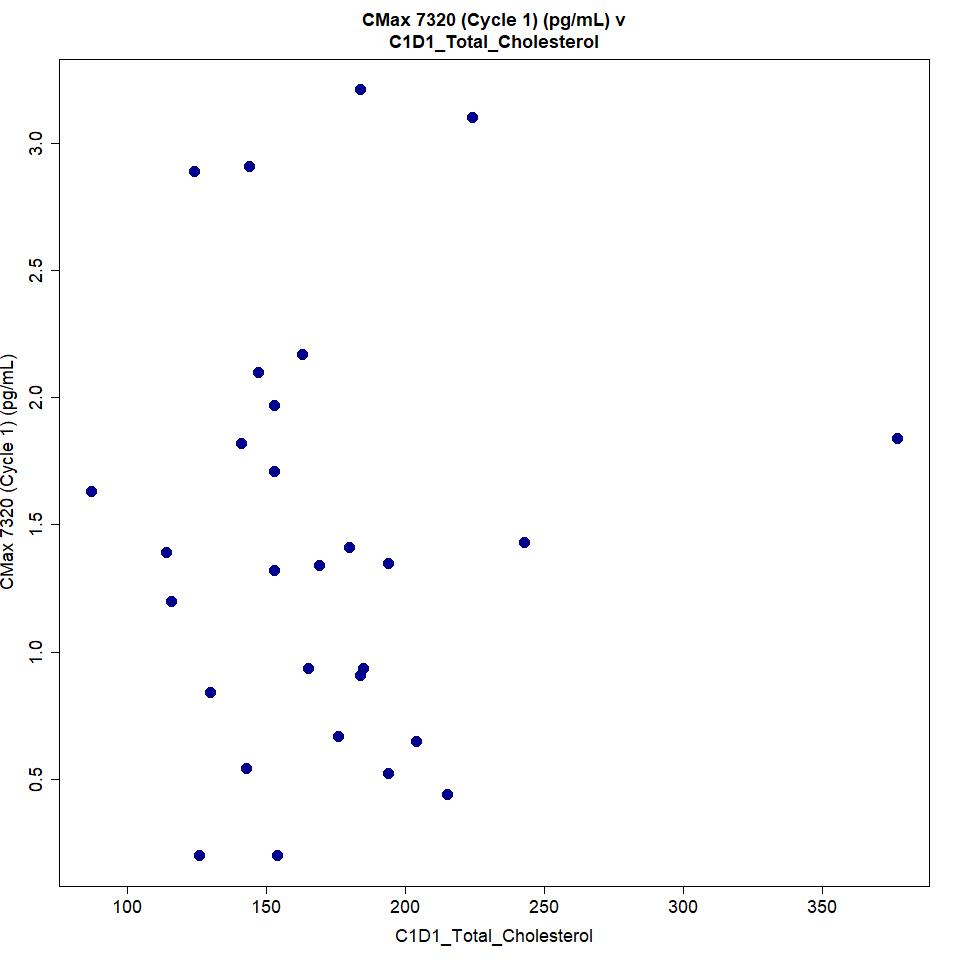 CMax 7320 (Cycle 1) (pg/mL) v
C1D1_Total_Cholesterol
CMax 7320 (Cycle 1) (pg/mL)
3.0
2.5
2.0
1.5
1.0
0.5
100 150 200 250 300 350
C1D1_Total_Cholesterol